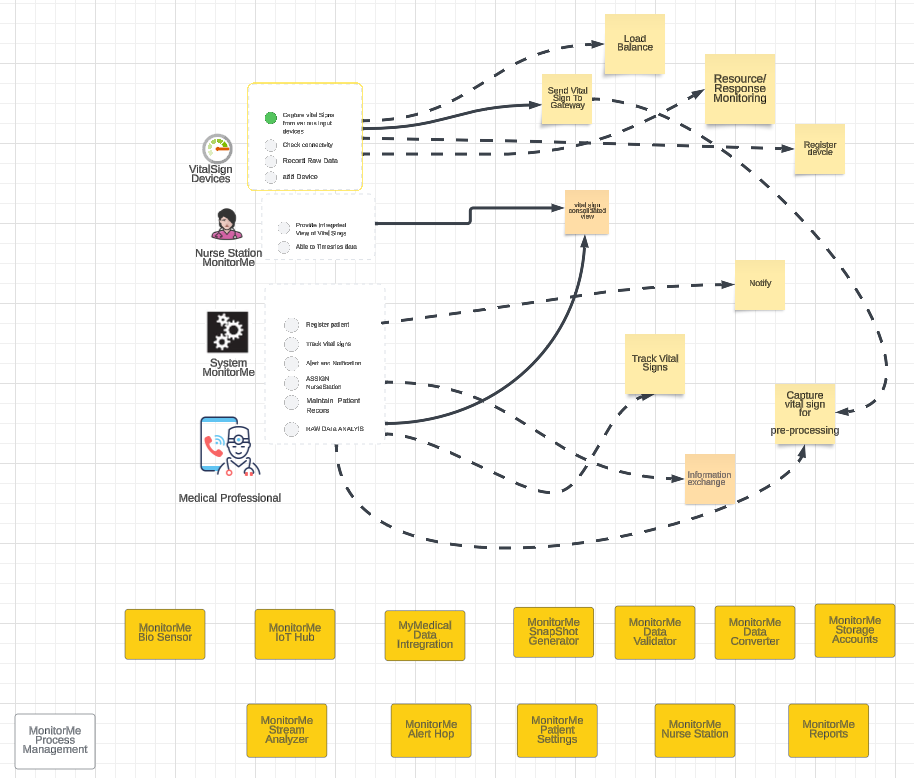 Load
Balance
Send Vital
Sign To
Gateway
Resource/
Response
Monitoring
Register
devcie
Capture vital Signs
from various input
devices
Check connectivity
Record Raw Data
add Device
VitalSign
Devices
vital sign
consolidated
view
Provide Integrated
View of Vital Sings
Able to Timeries data
Nurse Station
MonitorMe
Notify
Register patient
Track Vital Signs
Alert and Notification
ASSIGN
NurseStation
Maintain Patient
Recors
RAW DAta ANALYIS
System
MonitorMe
Track Vital
Signs
Capture
vital sign
for
pre-processing
Information
exchange
Medical Professional
MonitorMe
Bio Sensor
MonitorMe
IoT Hub
MyMedical
Data
Intregration
MonitorMe
SnapShot
Generator
MonitorMe
Data
Validator
MonitorMe
Data
Converter
MonitorMe
Storage
Accounts
MonitorMe
Process
Management
MonitorMe
Stream
Analyzer
MonitorMe
Alert Hop
MonitorMe
Patient
Settings
MonitorMe
Nurse Station
MonitorMe
Reports